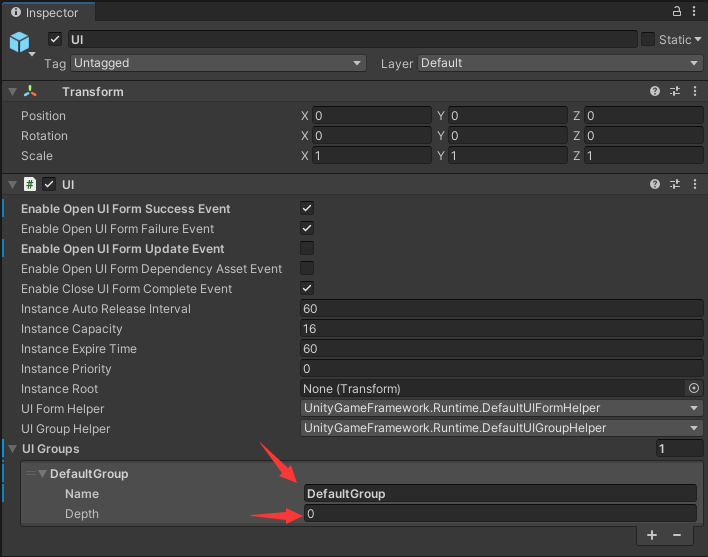 Inspector
UI Static
Tag Untagged Layer Default
Transform
Position X 0 Y 0 Z 0
Rotation X 0 Y 0 Z 0
Scale X 1 Y 1 Z 1
# UI
Enable Open UI Form Success Event
Enable Open UI Form Failure Event
Enable Open UI Form Update Event
Enable Open UI Form Dependency Asset Event
Enable Close UI Form Complete Event
Instance Auto Release Interval 60
Instance Capacity 16
Instance Expire Time 60
Instance Priority 0
Instance Root None (Transform)
UI Form Helper UnityGameFramework.Runtime.DefaultUIFormHelper
UI Group Helper UnityGameFramework.Runtime.DefaultUIGroupHelper
UI Groups 1
DefaultGroup
Name DefaultGroup
Depth 0